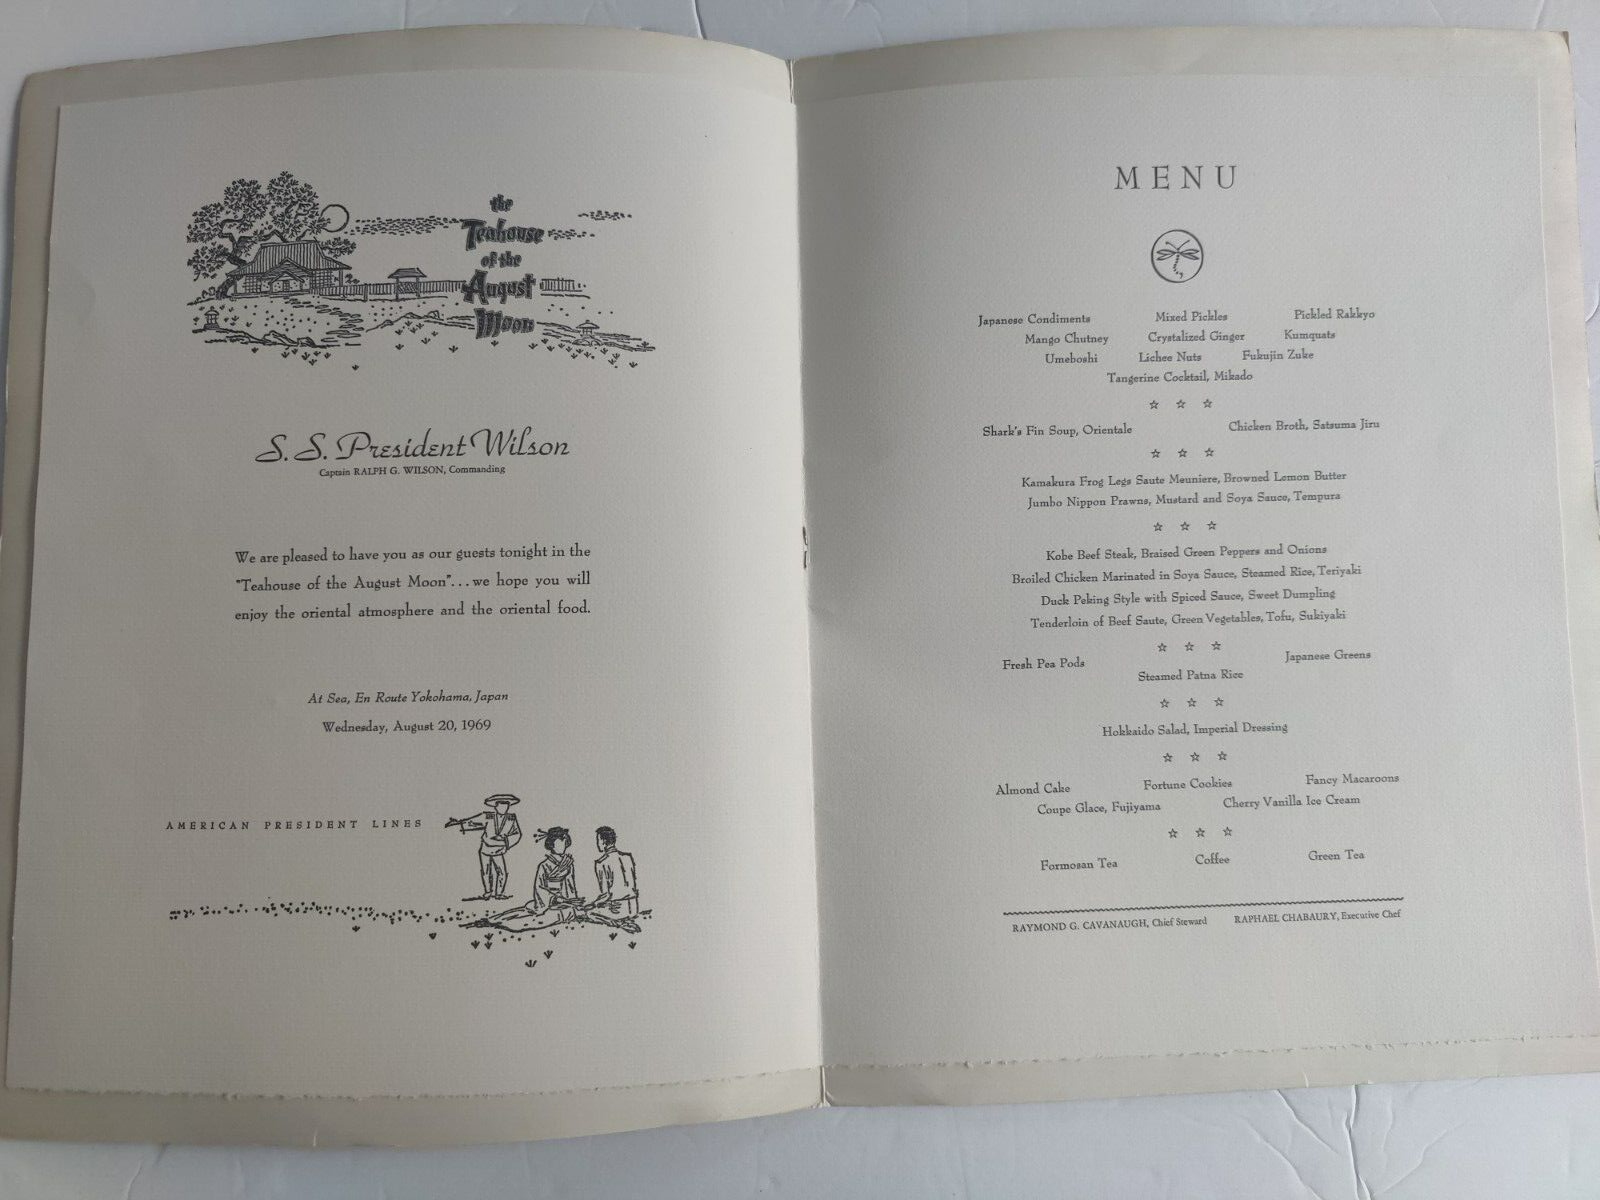 the
Teahouse
of the
August
Moon
S. S. President Wilson
Captain RALPH G. WILSON, Commanding
We are pleased to have you as our guests tonight in the
"Teahouse of the August Moon"...we hope you will
enjoy the oriental atmosphere and the oriental food.
At Sea, En Route Yokohama, Japan
Wednesday, August 20, 1969
AMERICAN PRESIDENT LINES
MENU
Japanese Condiments Mixed Pickles Pickled Rakkyo
Mango Chutney Crystalized Ginger Kumquats
Umeboshi Lichee Nuts Fukujin Zuke
Tangerine Cocktail, Mikado
☆ ☆ ☆
Shark's Fin Soup, Orientale Chicken Broth, Satsuma Jiru
☆ ☆ ☆
Kamakura Frog Legs Saute Meuniere, Browned Lemon Butter
Jumbo Nippon Prawns, Mustard and Soya Sauce, Tempura
☆ ☆ ☆
Kobe Beef Steak, Braised Green Peppers and Onions
Broiled Chicken Marinated in Soya Sauce, Steamed Rice, Teriyaki
Duck Peking Style with Spiced Sauce, Sweet Dumpling
Tenderloin of Beef Saute, Green Vegetables, Tofu, Sukiyaki
☆ ☆ ☆
Fresh Pea Pods Japanese Greens
Steamed Patna Rice
☆ ☆ ☆
Hokkaido Salad, Imperial Dressing
☆ ☆ ☆
Almond Cake Fortune Cookies Fancy Macaroons
Coupe Glace, Fujiyama Cherry Vanilla Ice Cream
☆ ☆ ☆
Formosan Tea Coffee Green Tea
RAYMOND G. CAVANAUGH, Chief Steward RAPHAEL CHABAURY, Executive Chef